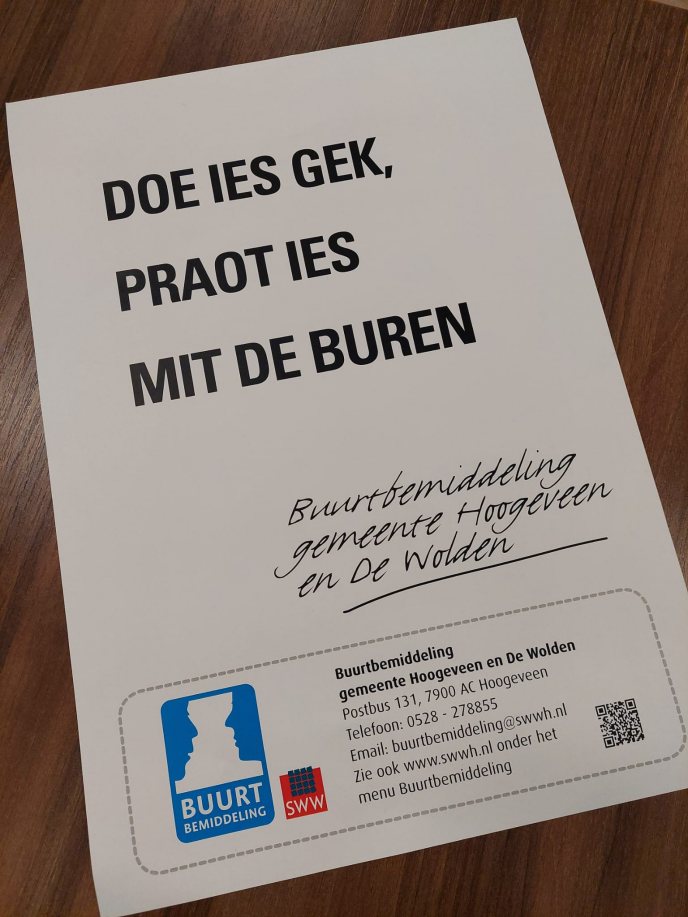 DOE IES GEK,
PRAOT IES
MIT DE BUREN
Buurtbemiddeling
gemeente Hoogeveen
en De Wolden
Buurtbemiddeling
gemeente Hoogeveen en De Wolden
Postbus 131, 7900 AC Hoogeveen
Telefoon: 0528 - 278855
Email: buurtbemiddeling@swwh.nl
Zie ook www.swwh.nl onder het
menu Buurtbemiddeling
BUURT
BEMIDDELING
SWW